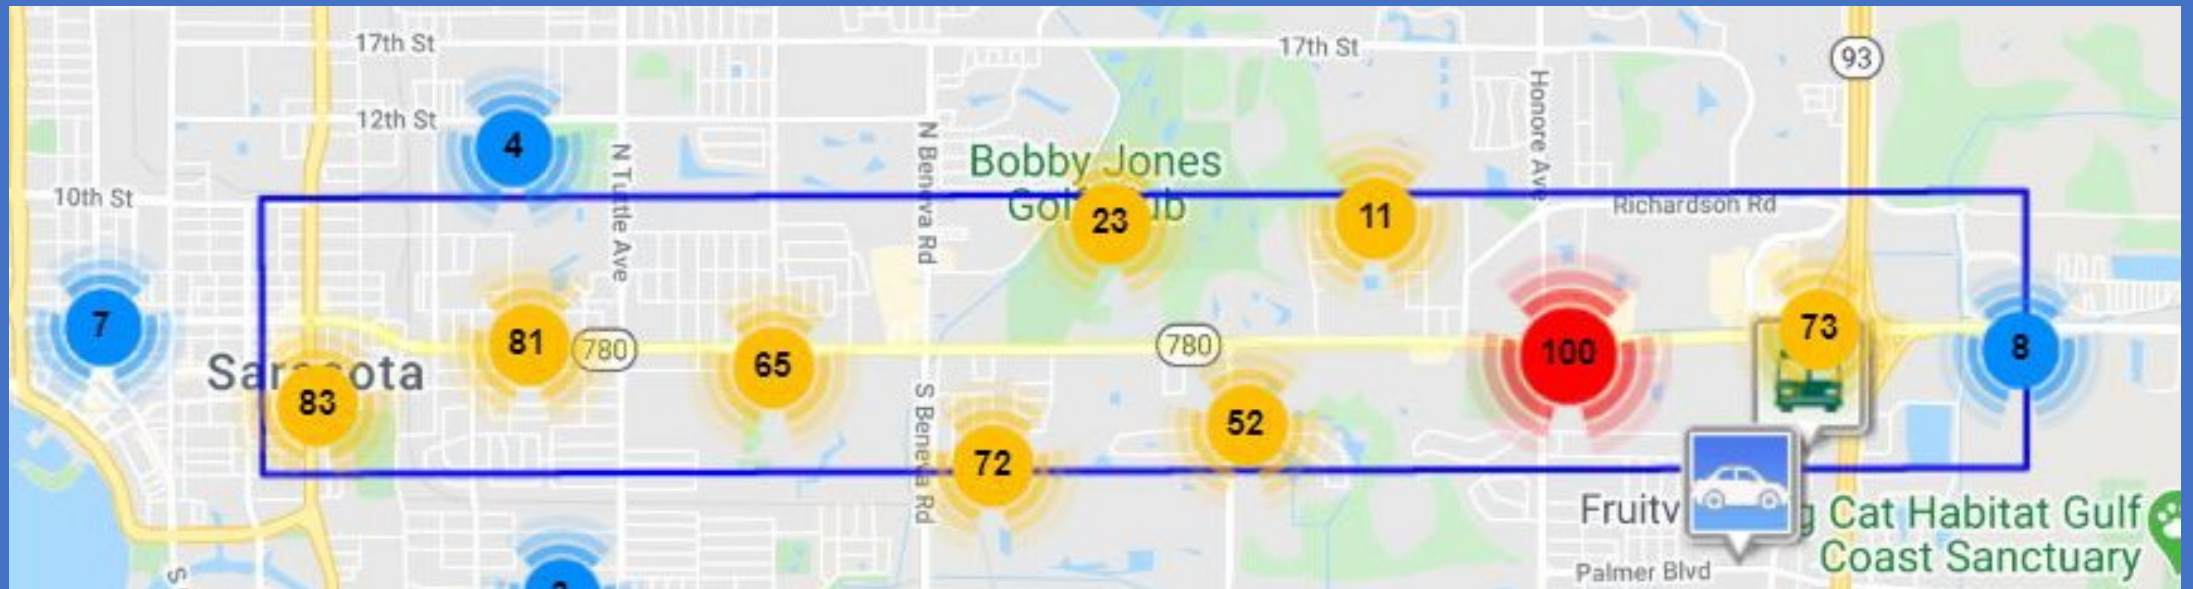 17th St
17th St
93
12th St
4
N Tuttle Ave
N Beneva Rd
Honore Ave
Bobby Jones
10th St
Richardson Rd
23
11
7
81
780
65
780
100
73
8
83
52
72
S Beneva Rd
Fruitv
g Cat Habitat Gulf
Coast Sanctuary
Palmer Blvd
S